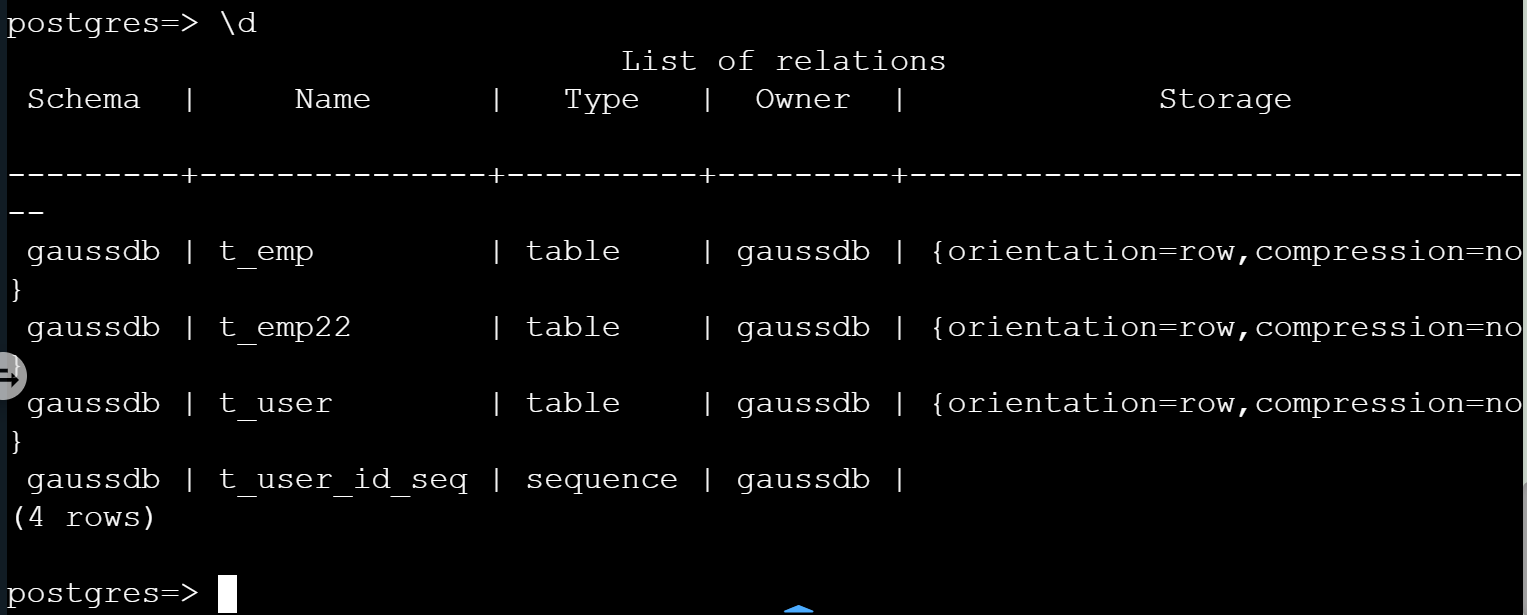 postgres=> \d
                                List of relations
 Schema  |     Name      |   Type   |  Owner  |             Storage

---------+---------------+----------+---------+--------------------------------
--
 gaussdb | t_emp         | table    | gaussdb | {orientation=row,compression=no
}
 gaussdb | t_emp22       | table    | gaussdb | {orientation=row,compression=no
}
 gaussdb | t_user        | table    | gaussdb | {orientation=row,compression=no
}
 gaussdb | t_user_id_seq | sequence | gaussdb |
(4 rows)

postgres=>